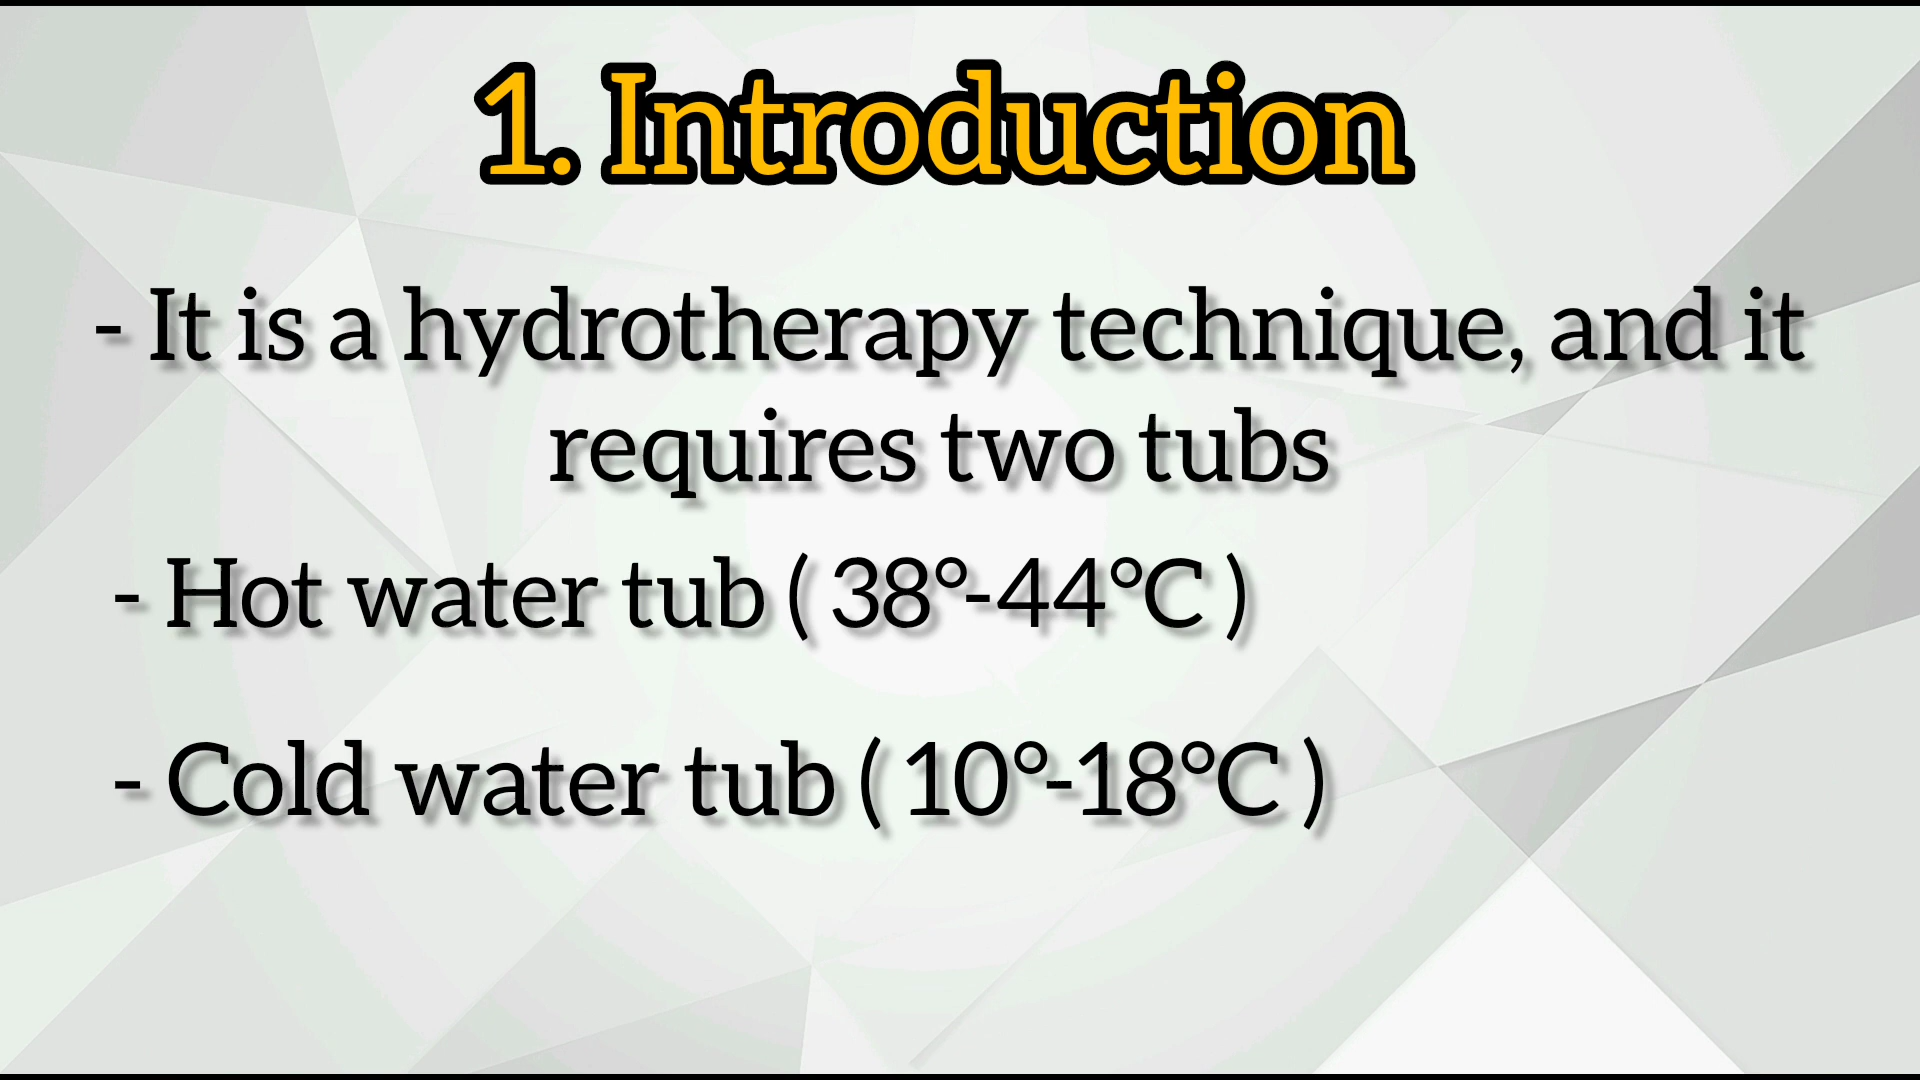 1. Introduction
- It is a hydrotherapy technique, and it
requires two tubs
- Hot water tub ( 38°-44°C )
- Cold water tub ( 10°-18°C )